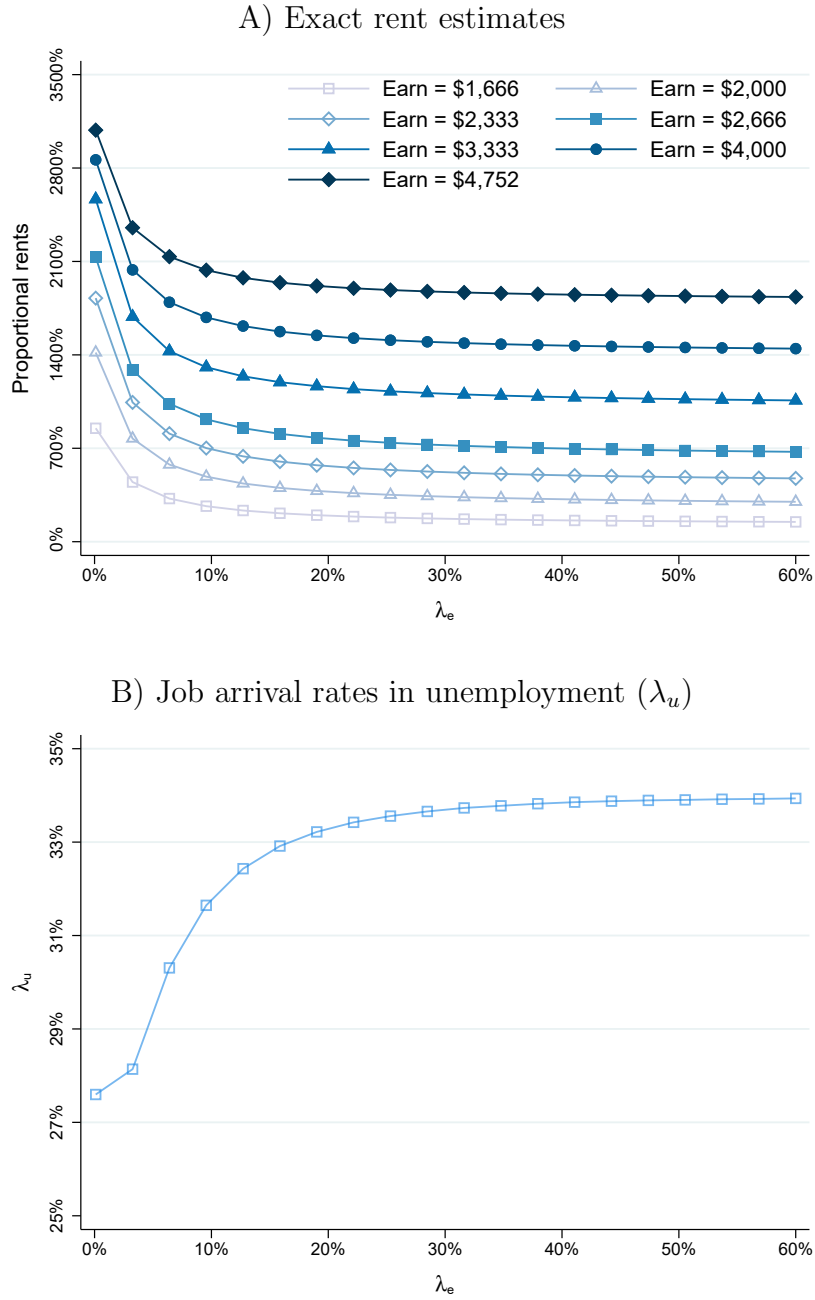 A) Exact rent estimates
3500%
2800%
2100%
1400%
700%
0%
Proportional rents
Earn = $1,666
Earn = $2,000
Earn = $2,333
Earn = $2,666
Earn = $3,333
Earn = $4,000
Earn = $4,752
0% 10% 20% 30% 40% 50% 60%
λe
B) Job arrival rates in unemployment (λu)
35%
33%
31%
29%
27%
25%
λu
0% 10% 20% 30% 40% 50% 60%
λe